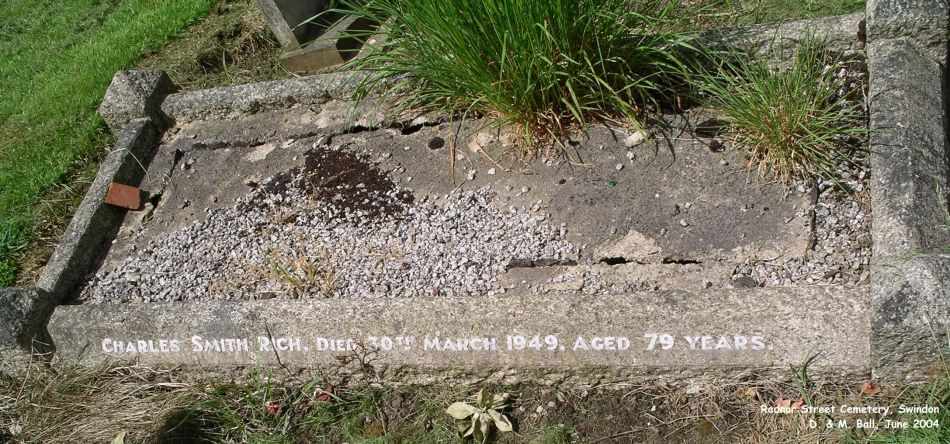 CHARLES SMITH RICH. DIED 30TH MARCH 1949. AGED 79 YEARS.
Radnor Street Cemetery, Swindon
D. & M. Ball, June 2004